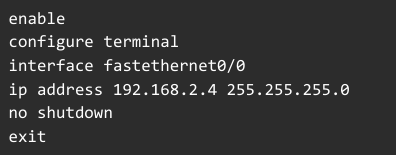 enable
configure terminal
interface fastethernet0/0
ip address 192.168.2.4 255.255.255.0
no shutdown
exit